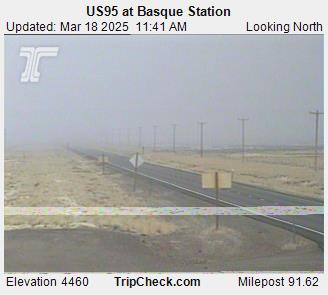 US95 at Basque Station
Updated: Mar 18 2025 11:41 AM Looking North
Elevation 4460 TripCheck.com Milepost 91.62